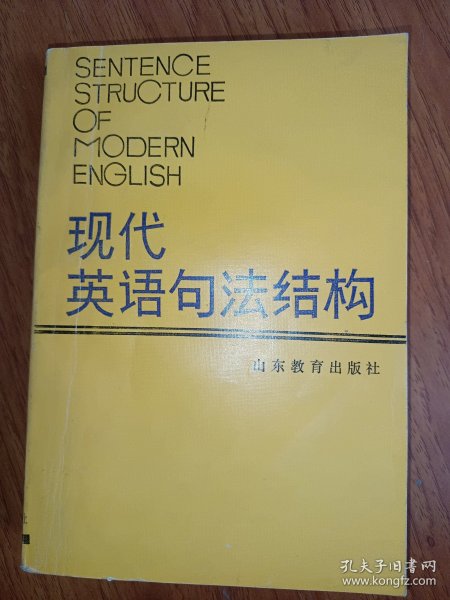 SENTENCE
STRUCTURE
OF
MODERN
ENGLISH
现代
英语句法结构
山东教育出版社
孔夫子旧书网
www.kongfz.com